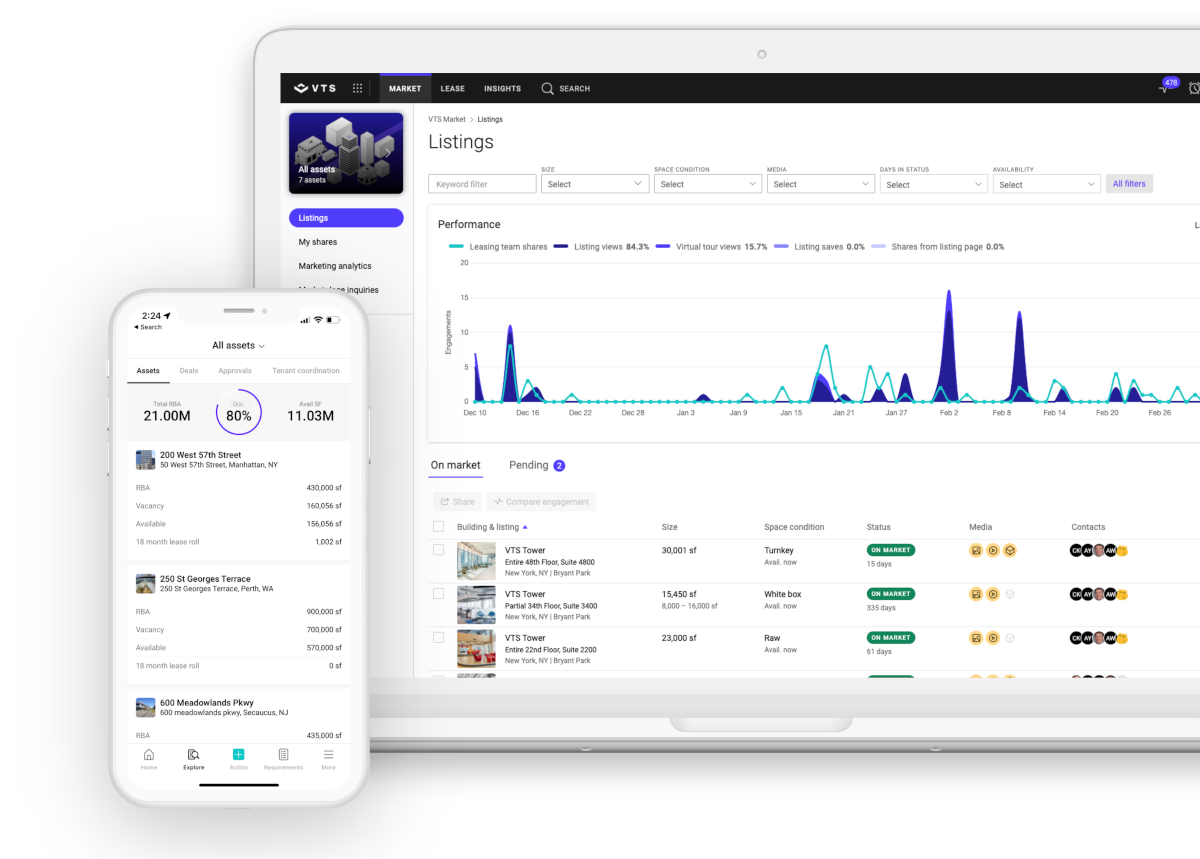 VTS
MARKET
LEASE
INSIGHTS
SEARCH
478
All assets
7 assets
Listings
My shares
Marketing analytics
inquiries
VTS Market > Listings
Listings
Keyword filter
SIZE
Select
SPACE CONDITION
Select
MEDIA
Select
DAYS IN STATUS
Select
AVAILABILITY
Select
All filters
Performance
Leasing team shares
Listing views 84.3%
Virtual tour views 15.7%
Listing saves 0.0%
Shares from listing page 0.0%
Engagements
20
15
10
5
0
Dec 10
Dec 16
Dec 22
Dec 28
Jan 3
Jan 9
Jan 15
Jan 21
Jan 27
Feb 2
Feb 8
Feb 14
Feb 20
Feb 26
On market
Pending 2
Share
Compare engagement
Building & listing
Size
Space condition
Status
Media
Contacts
VTS Tower
Entire 48th Floor, Suite 4800
New York, NY | Bryant Park
30,001 sf
Turnkey
Avail. now
ON MARKET
15 days
CK AY AW
VTS Tower
Partial 34th Floor, Suite 3400
New York, NY | Bryant Park
15,450 sf
8,000 – 16,000 sf
White box
Avail. now
ON MARKET
335 days
CK AY AW
VTS Tower
Entire 22nd Floor, Suite 2200
New York, NY | Bryant Park
23,000 sf
Raw
Avail. now
ON MARKET
61 days
CK AY AW
2:24
Search
All assets
Assets
Deals
Approvals
Tenant coordination
Total RBA
21.00M
Occ.
80%
Avail SF
11.03M
200 West 57th Street
50 West 57th Street, Manhattan, NY
RBA 430,000 sf
Vacancy 160,056 sf
Available 156,056 sf
18 month lease roll 1,002 sf
250 St Georges Terrace
250 St Georges Terrace, Perth, WA
RBA 900,000 sf
Vacancy 700,000 sf
Available 570,000 sf
18 month lease roll 0 sf
600 Meadowlands Pkwy
600 meadowlands pkwy, Secaucus, NJ
RBA 435,000 sf
Home
Explore
Action
Requirements
More